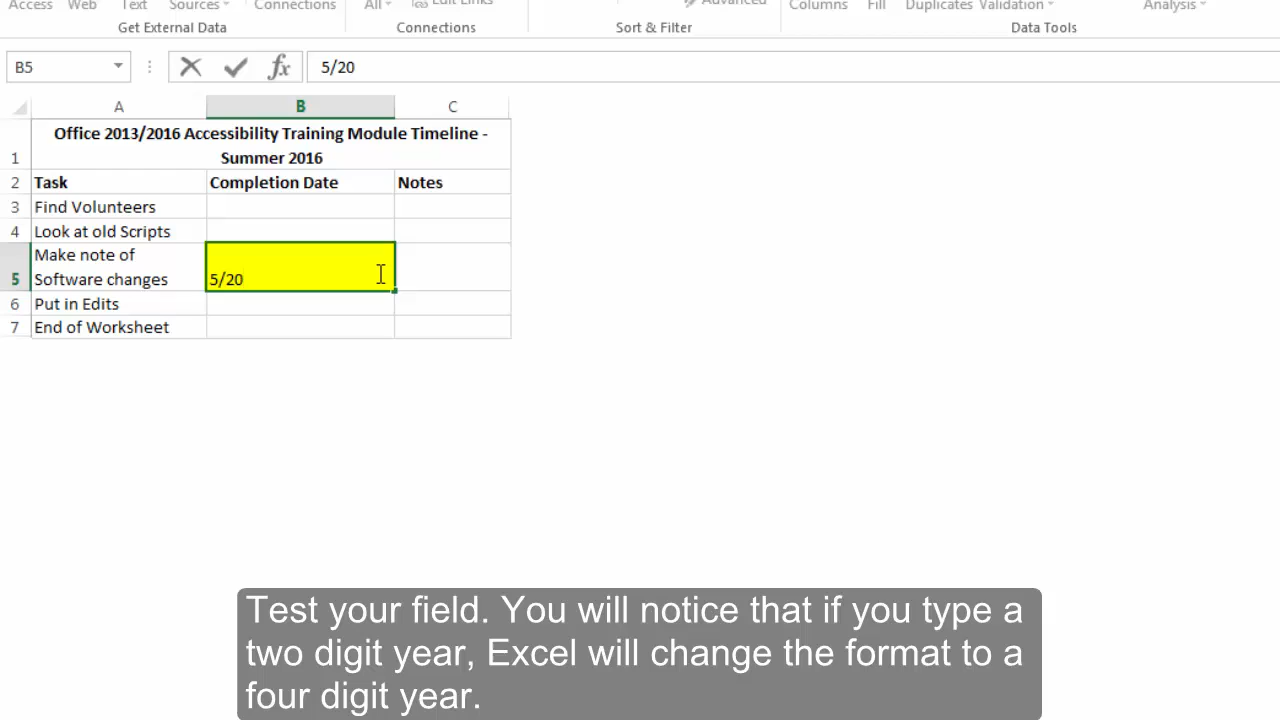 Access Web Text Sources Connections All Edit Links Advanced Columns Fill Duplicates Validation Analysis
Get External Data Connections Sort & Filter Data Tools
B5 fx 5/20
A B C
1 Office 2013/2016 Accessibility Training Module Timeline -
Summer 2016
2 Task Completion Date Notes
3 Find Volunteers
4 Look at old Scripts
Make note of
5 Software changes 5/20
6 Put in Edits
7 End of Worksheet
Test your field. You will notice that if you type a
two digit year, Excel will change the format to a
four digit year.